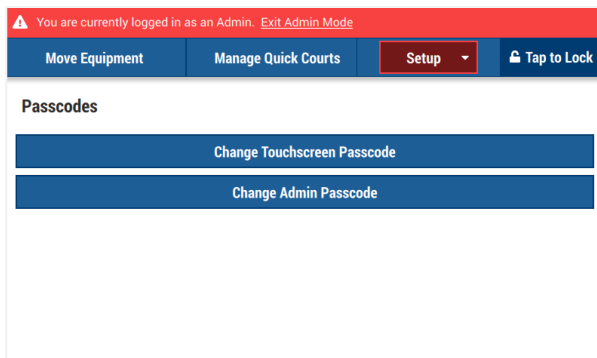 You are currently logged in as an Admin. Exit Admin Mode
Move Equipment Manage Quick Courts Setup Tap to Lock
Passcodes
Change Touchscreen Passcode
Change Admin Passcode